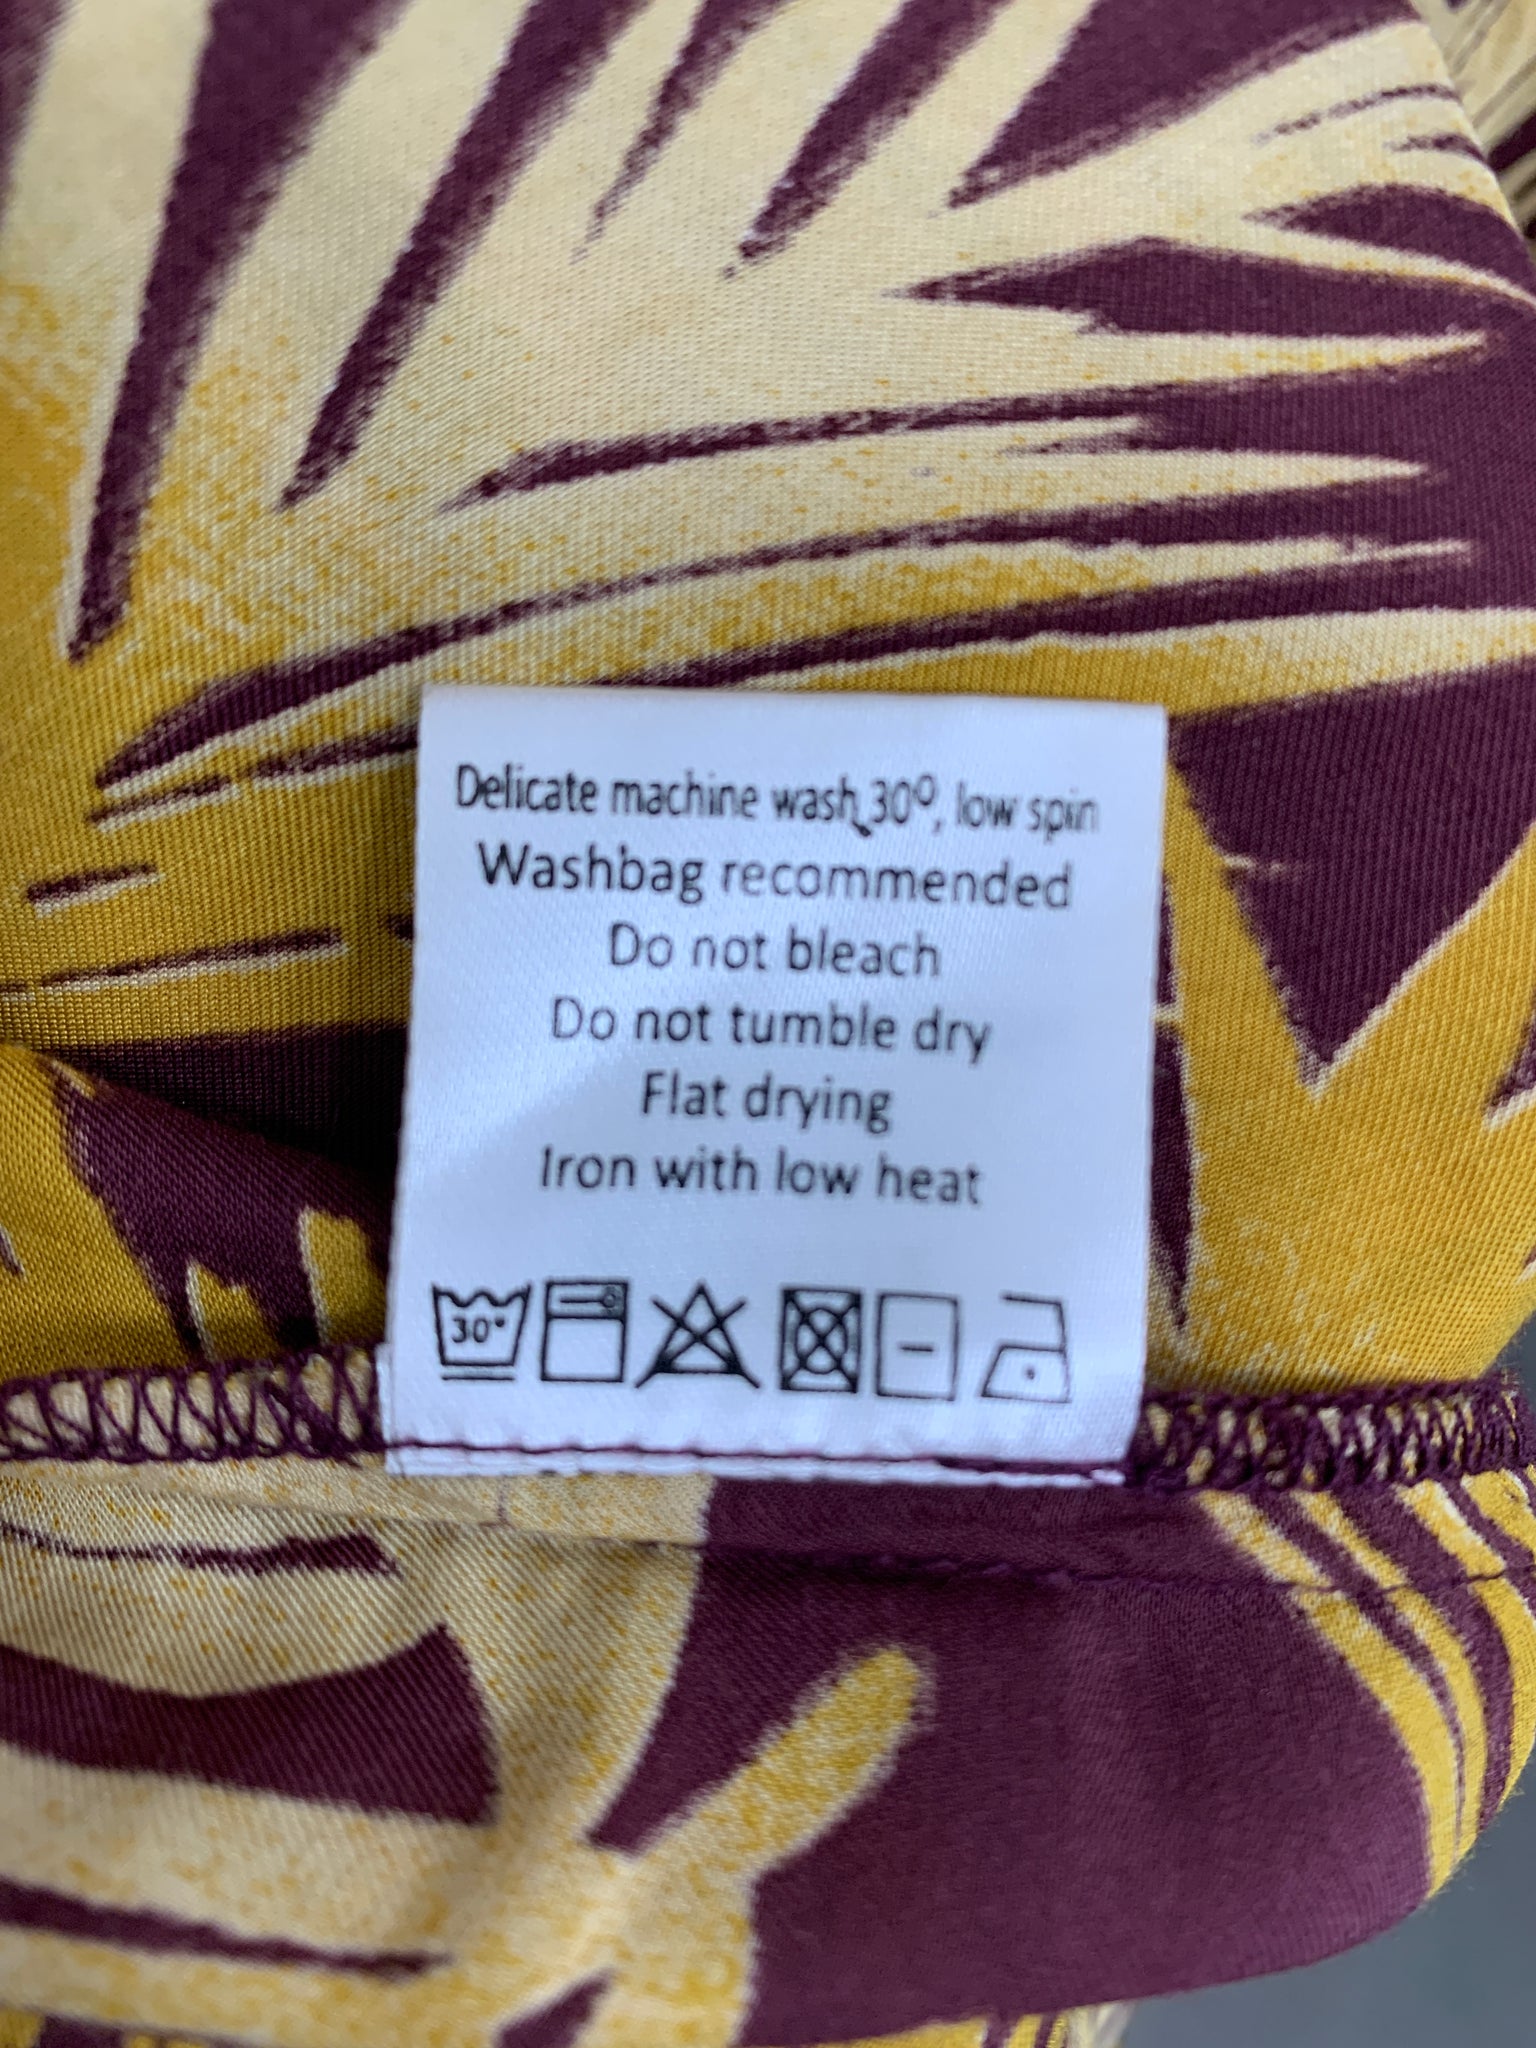 Delicate machine wash 30º, low spin
Washbag recommended
Do not bleach
Do not tumble dry
Flat drying
Iron with low heat
30°